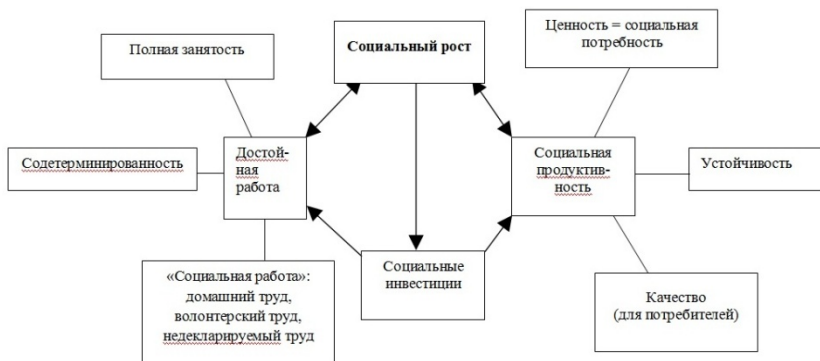 Социальный рост
Полная занятость
Ценность = социальная
потребность
Содетерминированность
Достой-
ная
работа
Социальная
продуктив-
ность
Устойчивость
«Социальная работа»:
домашний труд,
волонтерский труд,
недекларируемый труд
Социальные
инвестиции
Качество
(для потребителей)